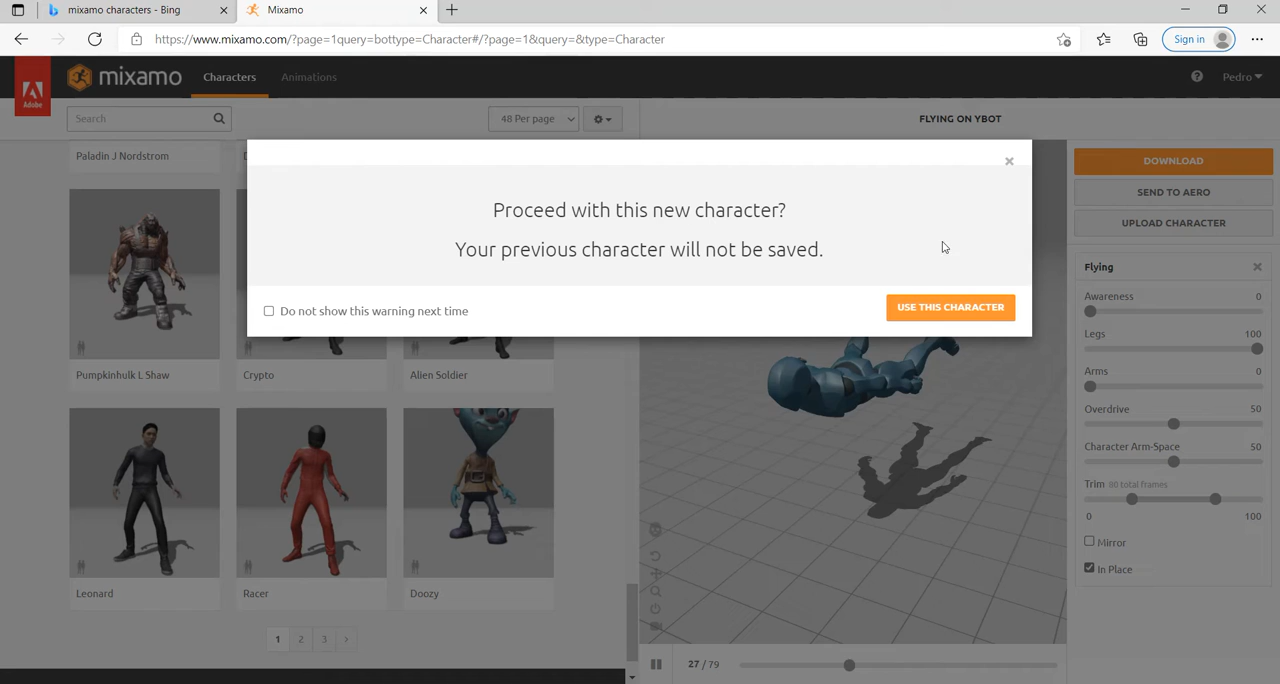 mixamo characters - Bing
Mixamo
https://www.mixamo.com/?page=1query=bottype=Character#/?page=1&query=&type=Character
Sign in
Adobe
mixamo
Characters
Animations
Pedro
Search
48 Per page
FLYING ON YBOT
Paladin J Nordstrom
DOWNLOAD
SEND TO AERO
UPLOAD CHARACTER
Proceed with this new character?
Your previous character will not be saved.
Do not show this warning next time
USE THIS CHARACTER
Flying
Awareness 0
Legs 100
Arms 0
Overdrive 50
Character Arm-Space 50
Trim 80 total frames
0 100
Mirror
In Place
Pumpkinhulk L Shaw
Crypto
Alien Soldier
Leonard
Racer
Doozy
1 2 3
27 / 79